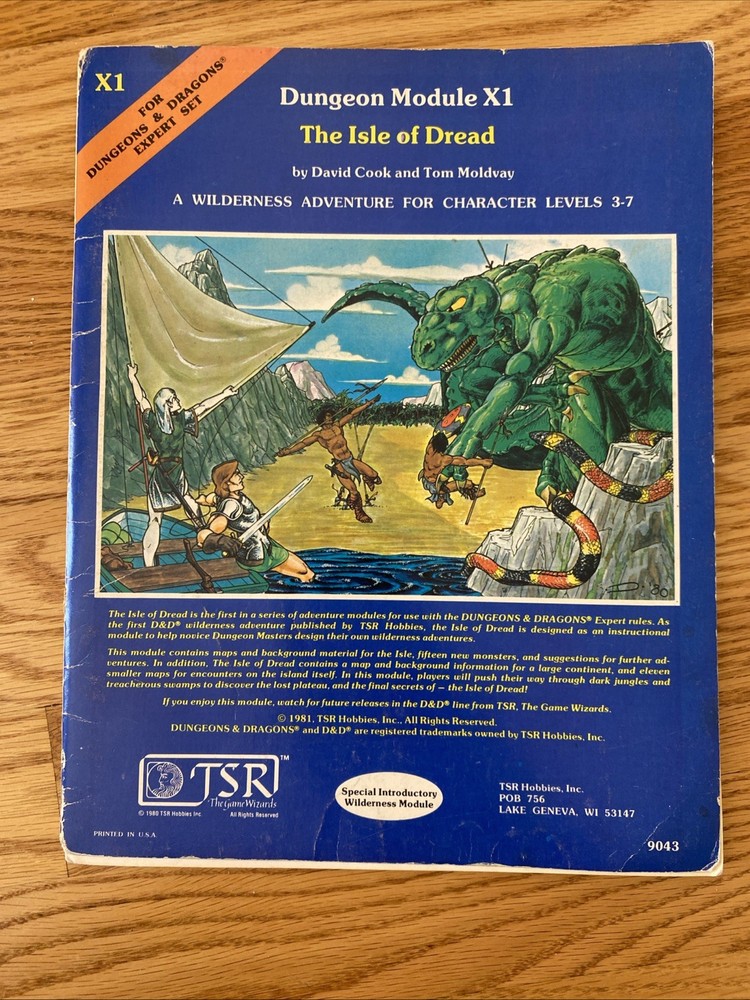 X1
FOR
DUNGEONS & DRAGONS®
EXPERT SET
Dungeon Module X1
The Isle of Dread
by David Cook and Tom Moldvay
A WILDERNESS ADVENTURE FOR CHARACTER LEVELS 3-7
The Isle of Dread is the first in a series of adventure modules for use with the DUNGEONS & DRAGONS® Expert rules. As
the first D&D® wilderness adventure published by TSR Hobbies, the Isle of Dread is designed as an instructional
module to help novice Dungeon Masters design their own wilderness adventures.
This module contains maps and background material for the Isle, fifteen new monsters, and suggestions for further ad-
ventures. In addition, The Isle of Dread contains a map and background information for a large continent, and eleven
smaller maps for encounters on the island itself. In this module, players will push their way through dark jungles and
treacherous swamps to discover the lost plateau, and the final secrets of — the Isle of Dread!
If you enjoy this module, watch for future releases in the D&D® line from TSR, The Game Wizards.
© 1981, TSR Hobbies, Inc., All Rights Reserved.
DUNGEONS & DRAGONS® and D&D® are registered trademarks owned by TSR Hobbies, Inc.
TSR™
The Game Wizards
© 1980 TSR Hobbies Inc. All Rights Reserved
Special Introductory
Wilderness Module
TSR Hobbies, Inc.
POB 756
LAKE GENEVA, WI 53147
PRINTED IN U.S.A.
9043